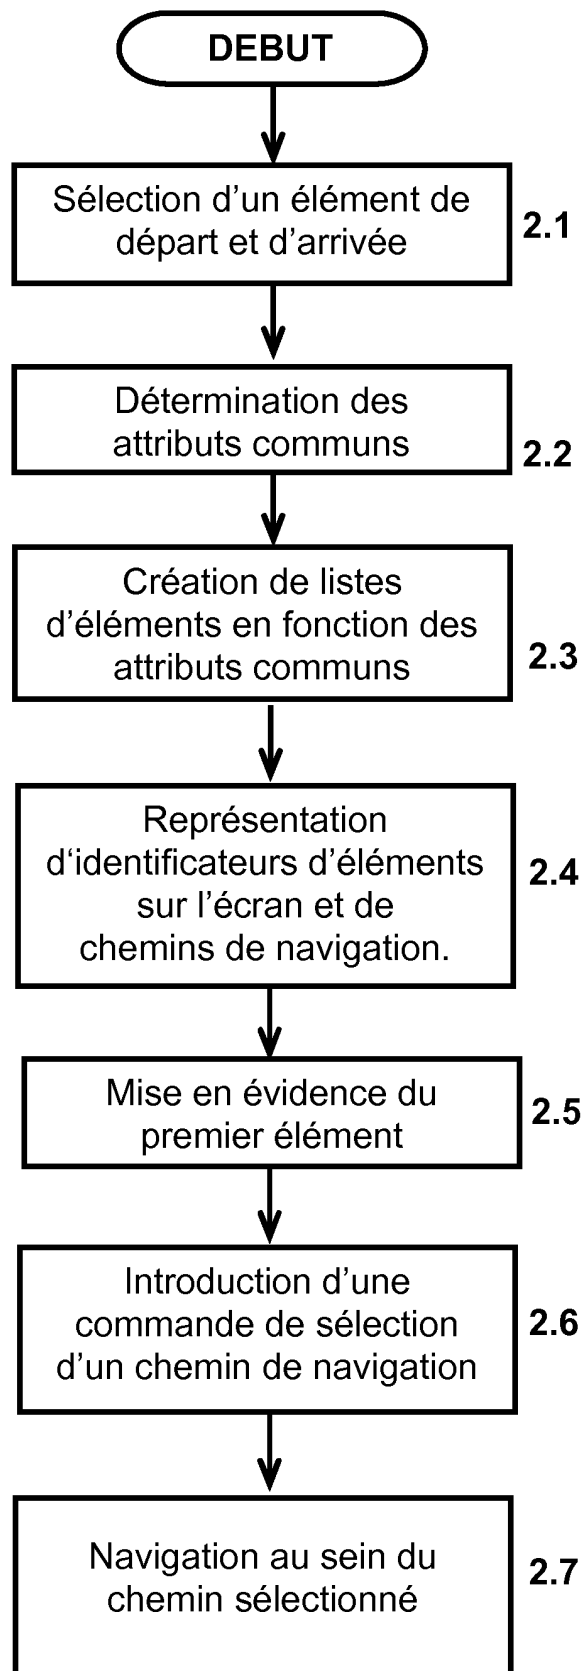 DEBUT
Sélection d’un élément de
départ et d’arrivée
2.1
Détermination des
attributs communs
2.2
Création de listes
d’éléments en fonction des
attributs communs
2.3
Représentation
d‘identificateurs d’éléments
sur l’écran et de
chemins de navigation.
2.4
Mise en évidence du
premier élément
2.5
Introduction d’une
commande de sélection
d’un chemin de navigation
2.6
Navigation au sein du
chemin sélectionné
2.7